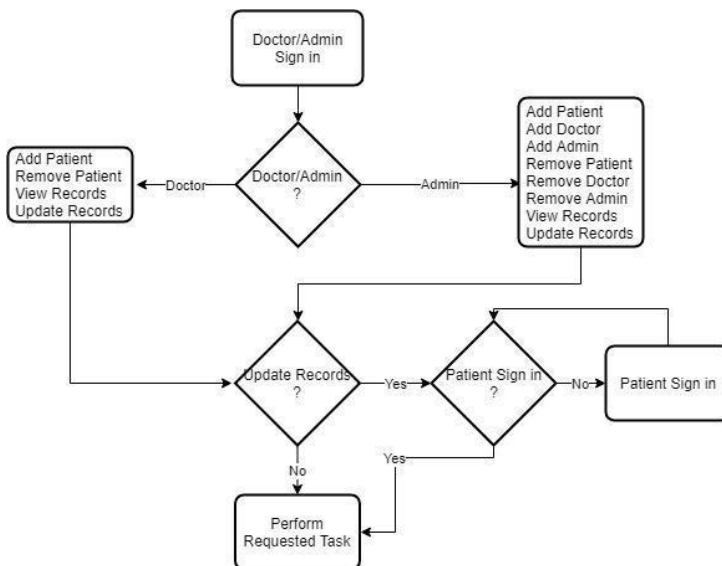 Doctor/Admin
Sign in
Add Patient
Remove Patient
View Records
Update Records
Doctor
Doctor/Admin
?
Admin
Add Patient
Add Doctor
Add Admin
Remove Patient
Remove Doctor
Remove Admin
View Records
Update Records
Update Records
?
Yes
Patient Sign in
?
No
Patient Sign in
No
Yes
Perform
Requested Task